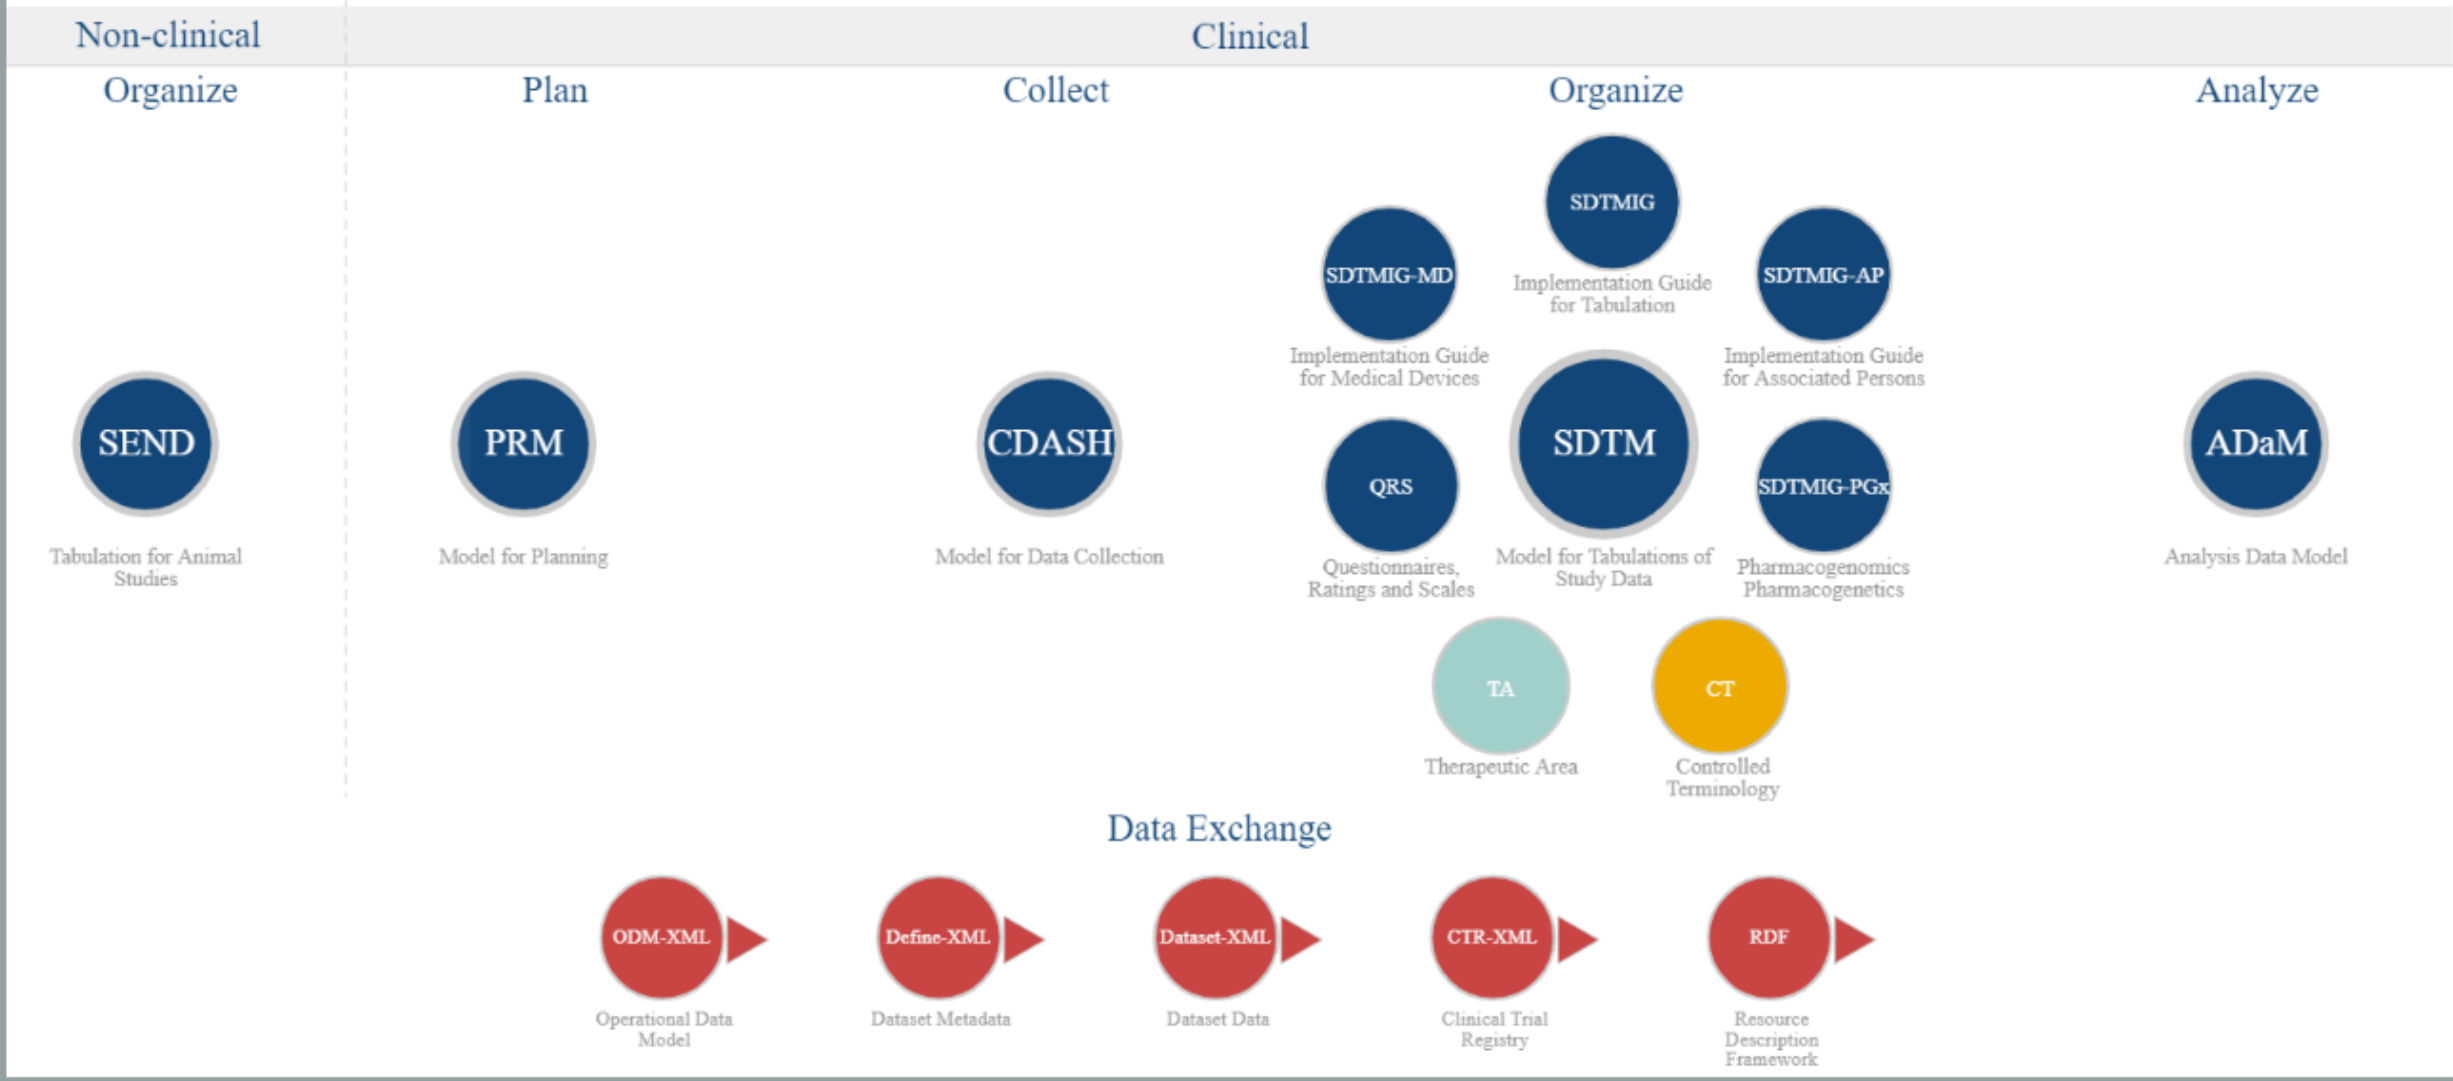 Non-clinical
Clinical
Organize
Plan
Collect
Organize
Analyze
SDTMIG
Implementation Guide
for Tabulation
SDTMIG-MD
Implementation Guide
for Medical Devices
SDTMIG-AP
Implementation Guide
for Associated Persons
SEND
Tabulation for Animal
Studies
PRM
Model for Planning
CDASH
Model for Data Collection
QRS
Questionnaires,
Ratings and Scales
SDTM
Model for Tabulations of
Study Data
SDTMIG-PGx
Pharmacogenomics
Pharmacogenetics
ADaM
Analysis Data Model
TA
Therapeutic Area
CT
Controlled
Terminology
Data Exchange
ODM-XML
Operational Data
Model
Define-XML
Dataset Metadata
Dataset-XML
Dataset Data
CTR-XML
Clinical Trial
Registry
RDF
Resource
Description
Framework